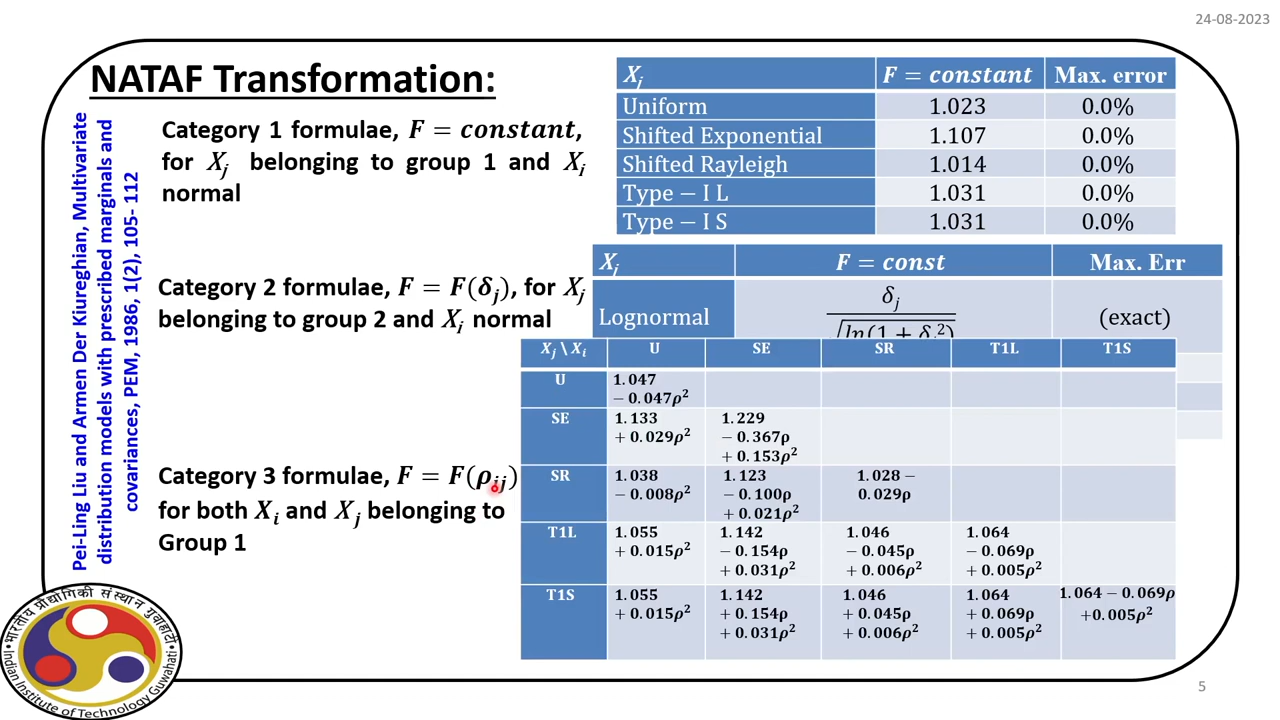 24-08-2023
NATAF Transformation:
Pei-Ling Liu and Armen Der Kiureghian, Multivariate
distribution models with prescribed marginals and
covariances, PEM, 1986, 1(2), 105- 112
Category 1 formulae, F = constant,
for Xj belonging to group 1 and Xi
normal
Xj F = constant Max. error
Uniform 1.023 0.0%
Shifted Exponential 1.107 0.0%
Shifted Rayleigh 1.014 0.0%
Type − I L 1.031 0.0%
Type − I S 1.031 0.0%
Category 2 formulae, F = F(δj), for Xj
belonging to group 2 and Xi normal
Xj F = const Max. Err
δj
Lognormal (exact)
√ln(1 + δ²)
Category 3 formulae, F = F(ρij)
for both Xi and Xj belonging to
Group 1
Xj \ Xi U SE SR T1L T1S
U 1.047
− 0.047ρ²
SE 1.133 1.229
+ 0.029ρ² − 0.367ρ
+ 0.153ρ²
SR 1.038 1.123 1.028 −
− 0.008ρ² − 0.100ρ 0.029ρ
+ 0.021ρ²
T1L 1.055 1.142 1.046 1.064
+ 0.015ρ² − 0.154ρ − 0.045ρ − 0.069ρ
+ 0.031ρ² + 0.006ρ² + 0.005ρ²
T1S 1.055 1.142 1.046 1.064 1.064 − 0.069ρ
+ 0.015ρ² + 0.154ρ + 0.045ρ + 0.069ρ +0.005ρ²
+ 0.031ρ² + 0.006ρ² + 0.005ρ²
भारतीय प्रौद्योगिकी संस्थान गुवाहाटी
Indian Institute of Technology Guwahati
5